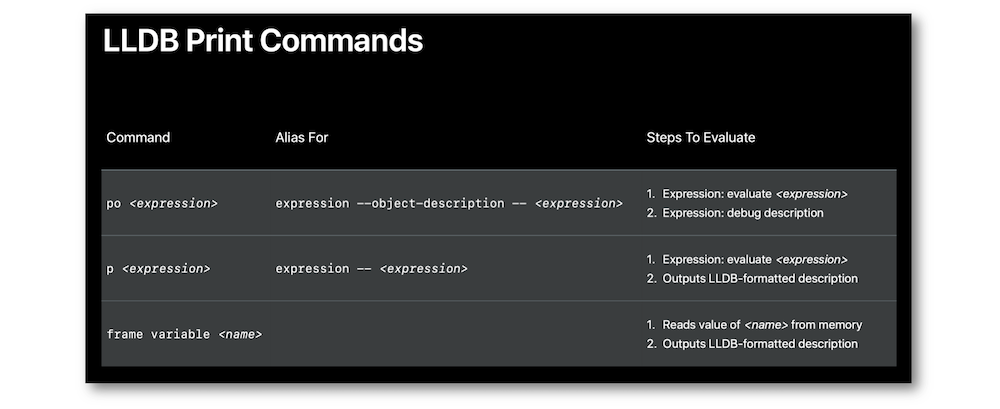 LLDB Print Commands
Command Alias For Steps To Evaluate
po <expression> expression --object-description -- <expression> 1. Expression: evaluate <expression>
2. Expression: debug description
p <expression> expression -- <expression> 1. Expression: evaluate <expression>
2. Outputs LLDB-formatted description
frame variable <name> 1. Reads value of <name> from memory
2. Outputs LLDB-formatted description